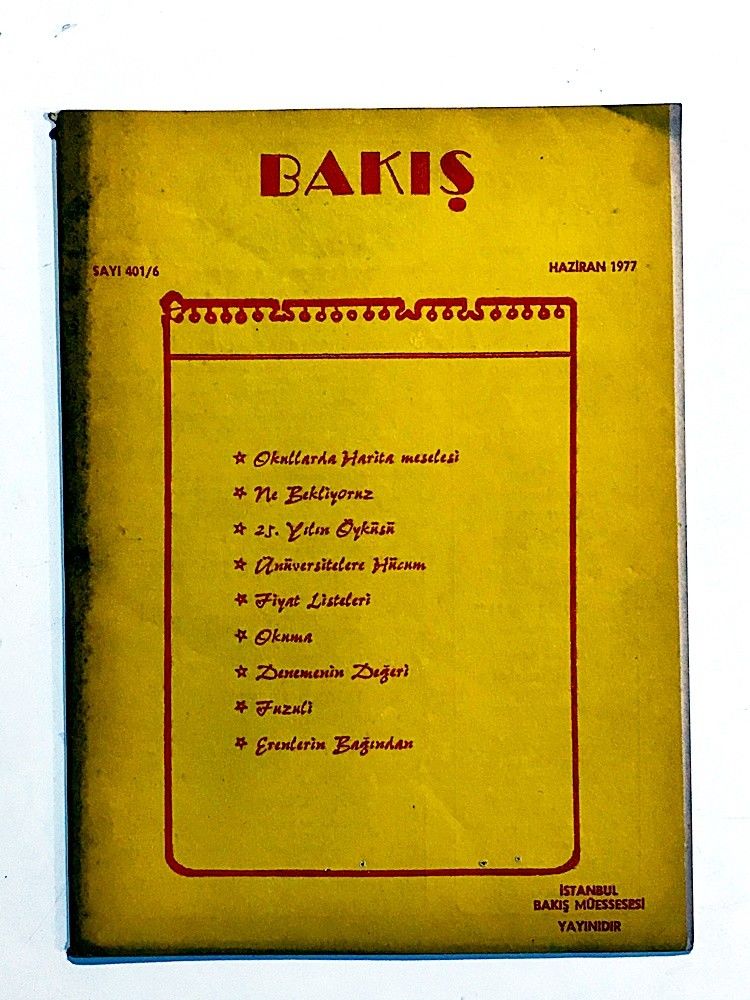 BAKIŞ
SAYI 401/6
HAZİRAN 1977
☆ Okullarda Harita meselesi
☆ Ne Bekliyoruz
☆ 25. Yılın Öyküsü
☆ Ünüversitelere Hücum
☆ Fiyat Listeleri
☆ Okuma
☆ Denemenin Değeri
☆ Fuzuli
☆ Erenlerin Bağından
İSTANBUL
BAKIŞ MÜESSESESİ
YAYINIDIR